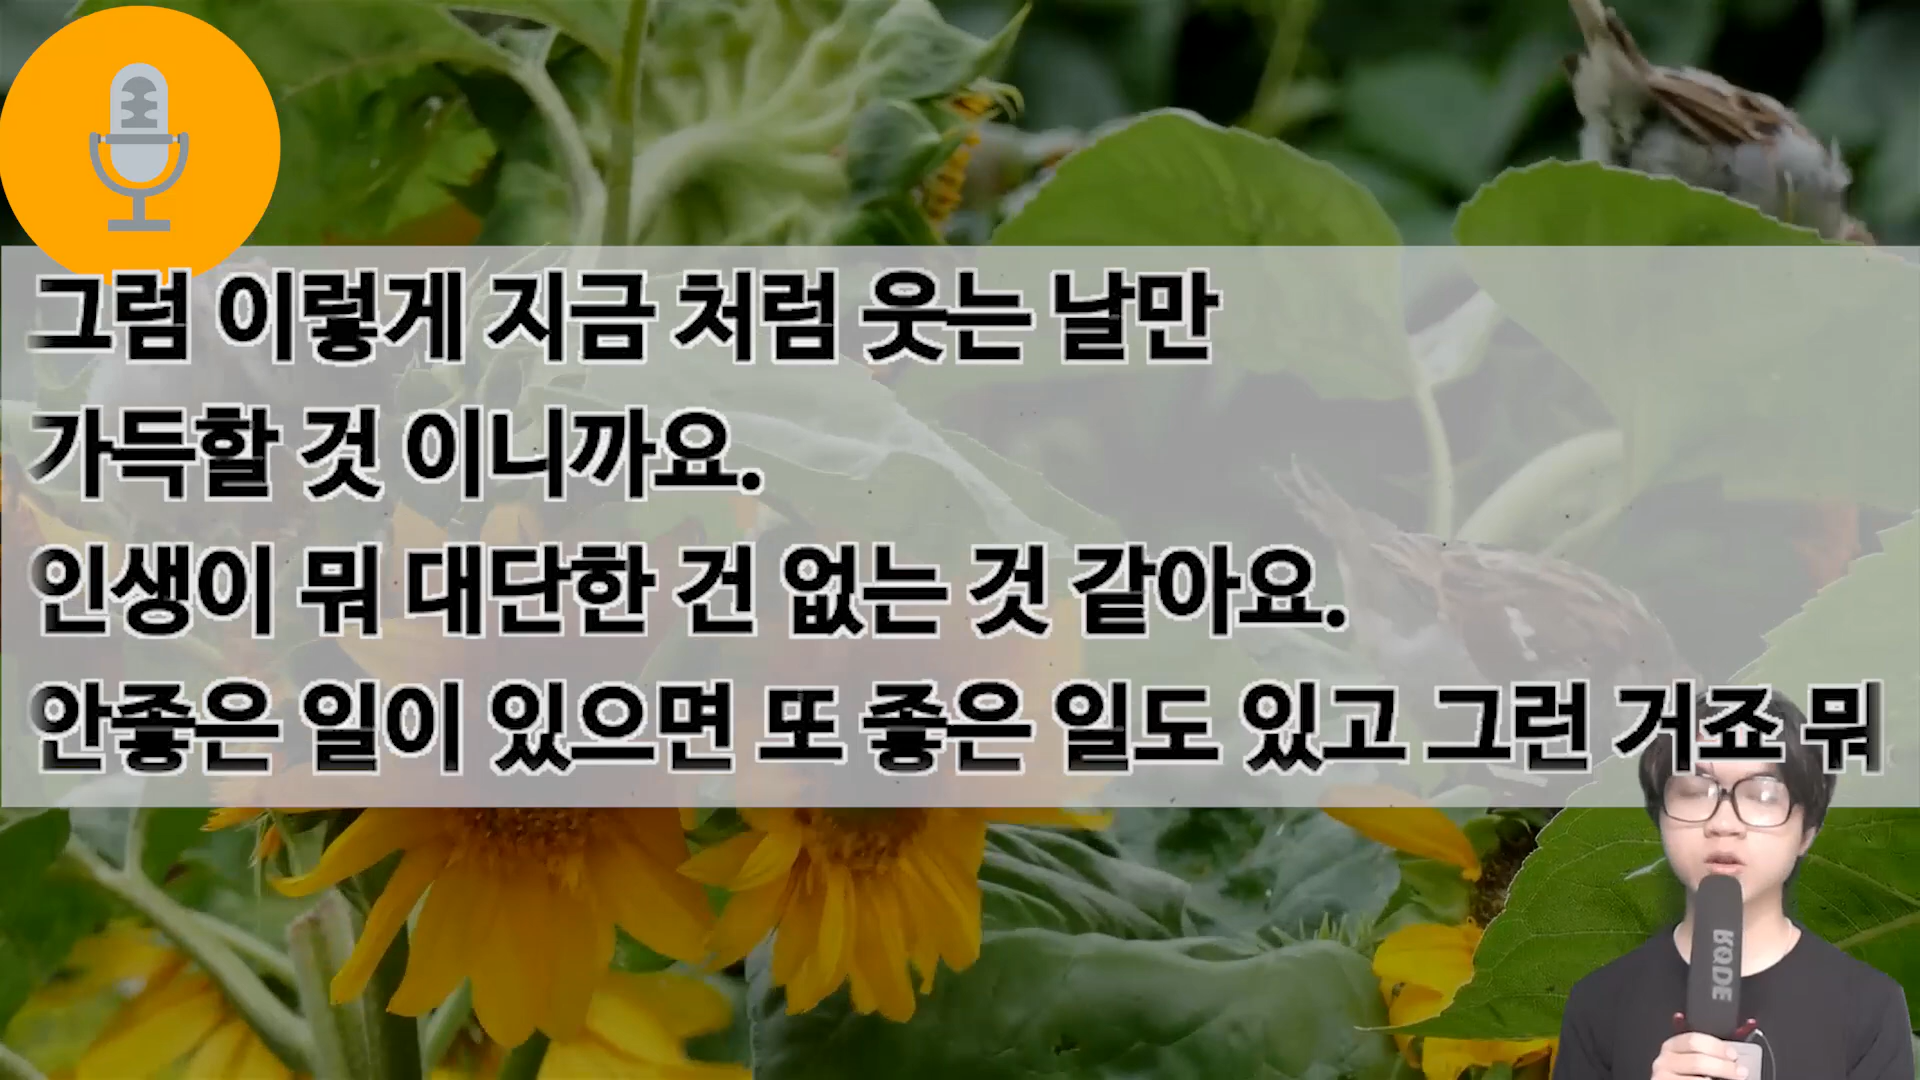 그럼 이렇게 지금 처럼 웃는 날만
가득할 것 이니까요.
인생이 뭐 대단한 건 없는 것 같아요.
안좋은 일이 있으면 또 좋은 일도 있고 그런 거죠 뭐
RODE